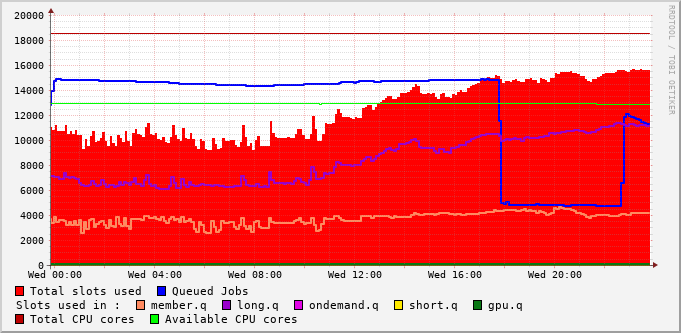 RRDTOOL / TOBI OETIKER
20000
18000
16000
14000
12000
10000
8000
6000
4000
2000
0
Wed 00:00 Wed 04:00 Wed 08:00 Wed 12:00 Wed 16:00 Wed 20:00
Total slots used Queued Jobs
Slots used in : member.q long.q ondemand.q short.q gpu.q
Total CPU cores Available CPU cores